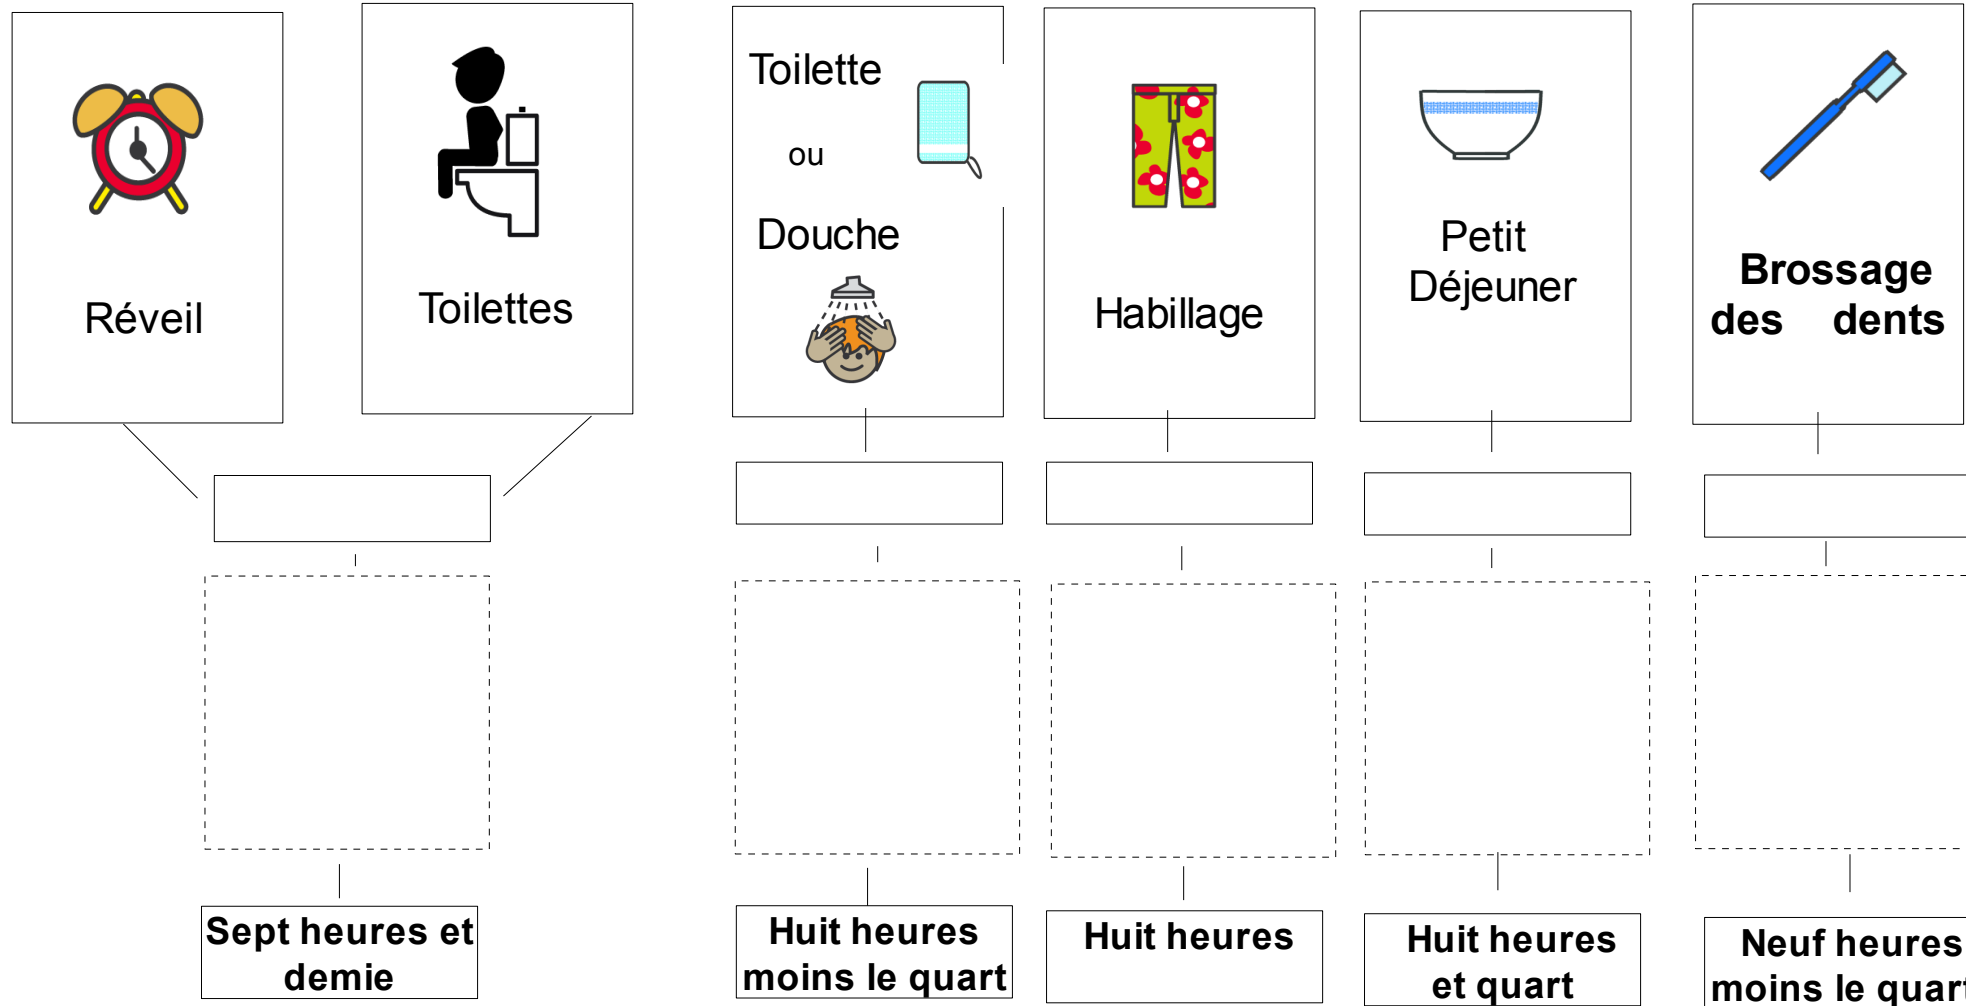 Réveil
Toilettes
Toilette
ou
Douche
Habillage
Petit
Déjeuner
Brossage
des dents
Sept heures et
demie
Huit heures
moins le quart
Huit heures
Huit heures
et quart
Neuf heures
moins le quart